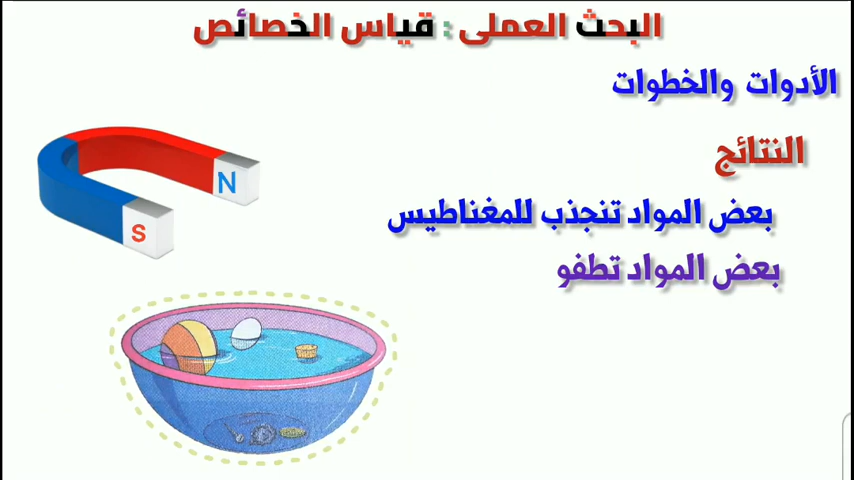 البحث العملى : قياس الخصائص
الأدوات والخطوات
النتائج
بعض المواد تنجذب للمغناطيس
بعض المواد تطفو
N
S